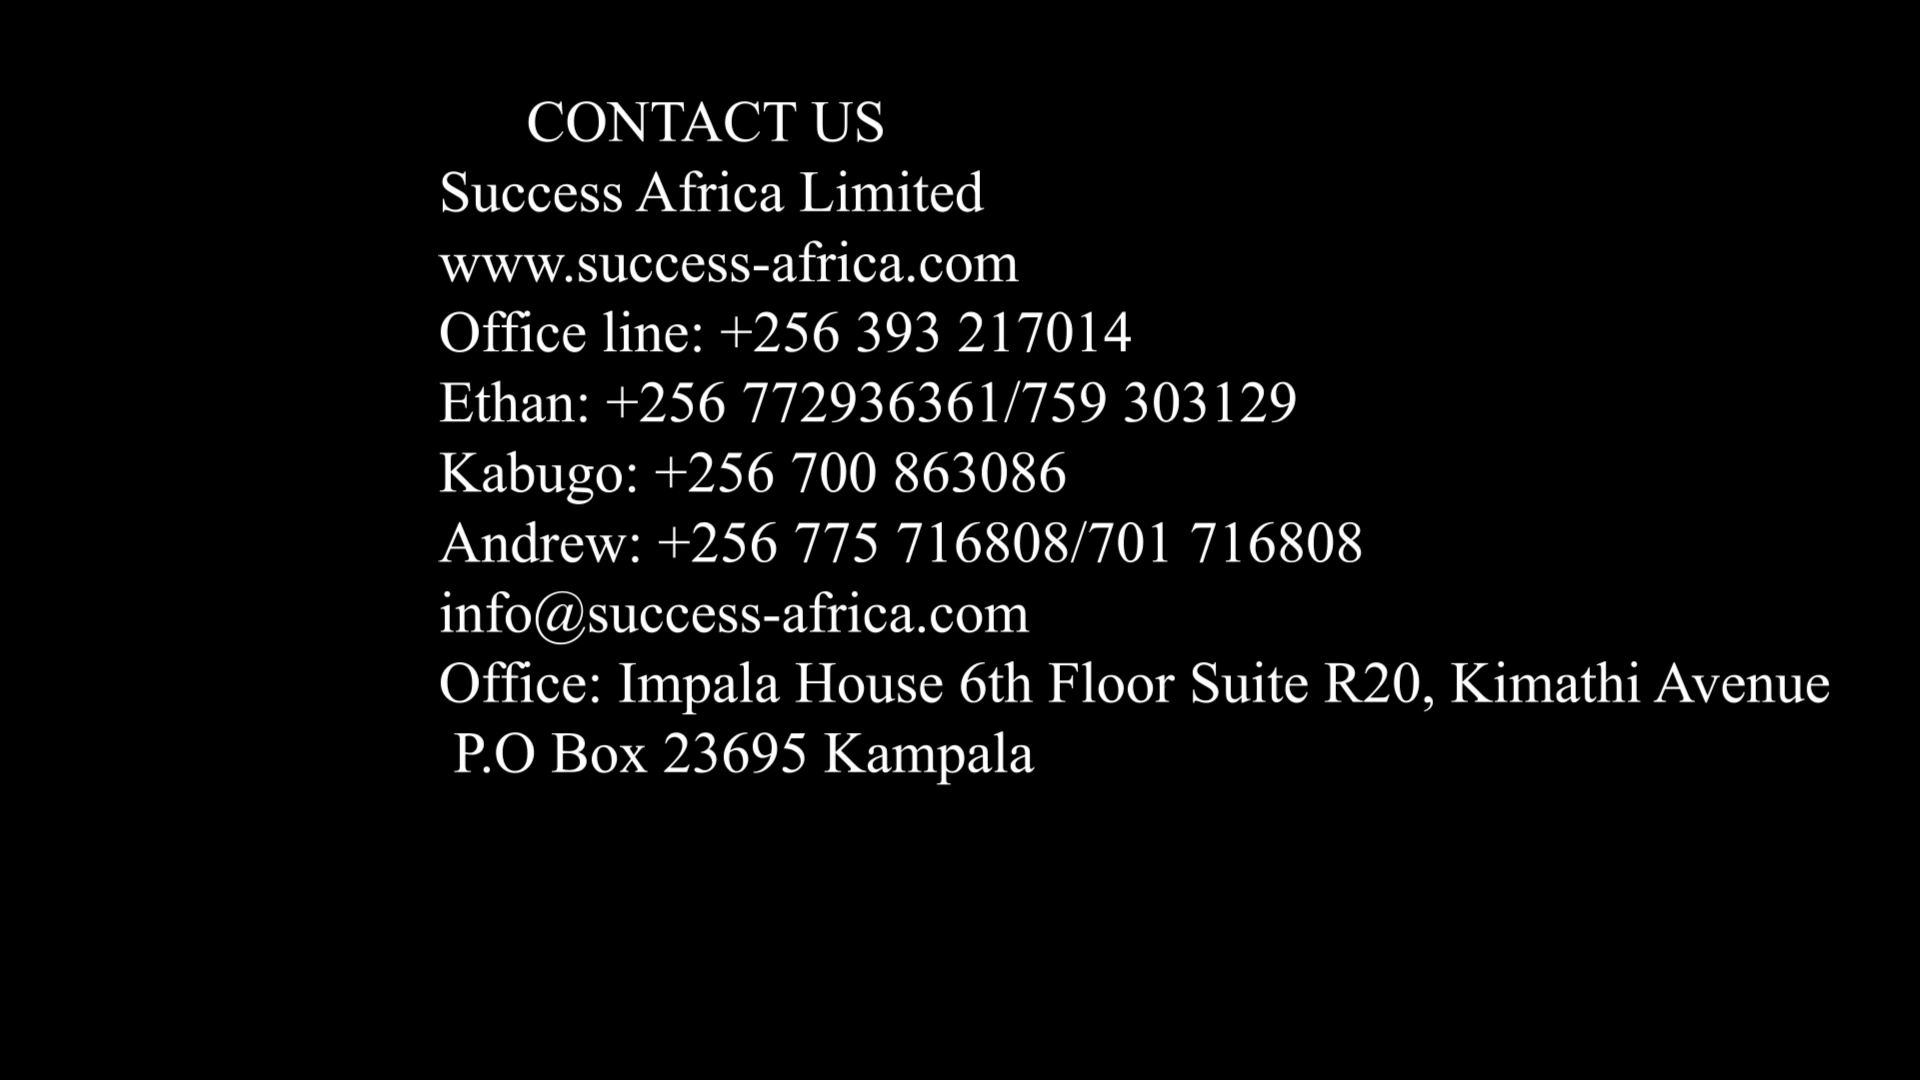 CONTACT US
Success Africa Limited
www.success-africa.com
Office line: +256 393 217014
Ethan: +256 772936361/759 303129
Kabugo: +256 700 863086
Andrew: +256 775 716808/701 716808
info@success-africa.com
Office: Impala House 6th Floor Suite R20, Kimathi Avenue
P.O Box 23695 Kampala